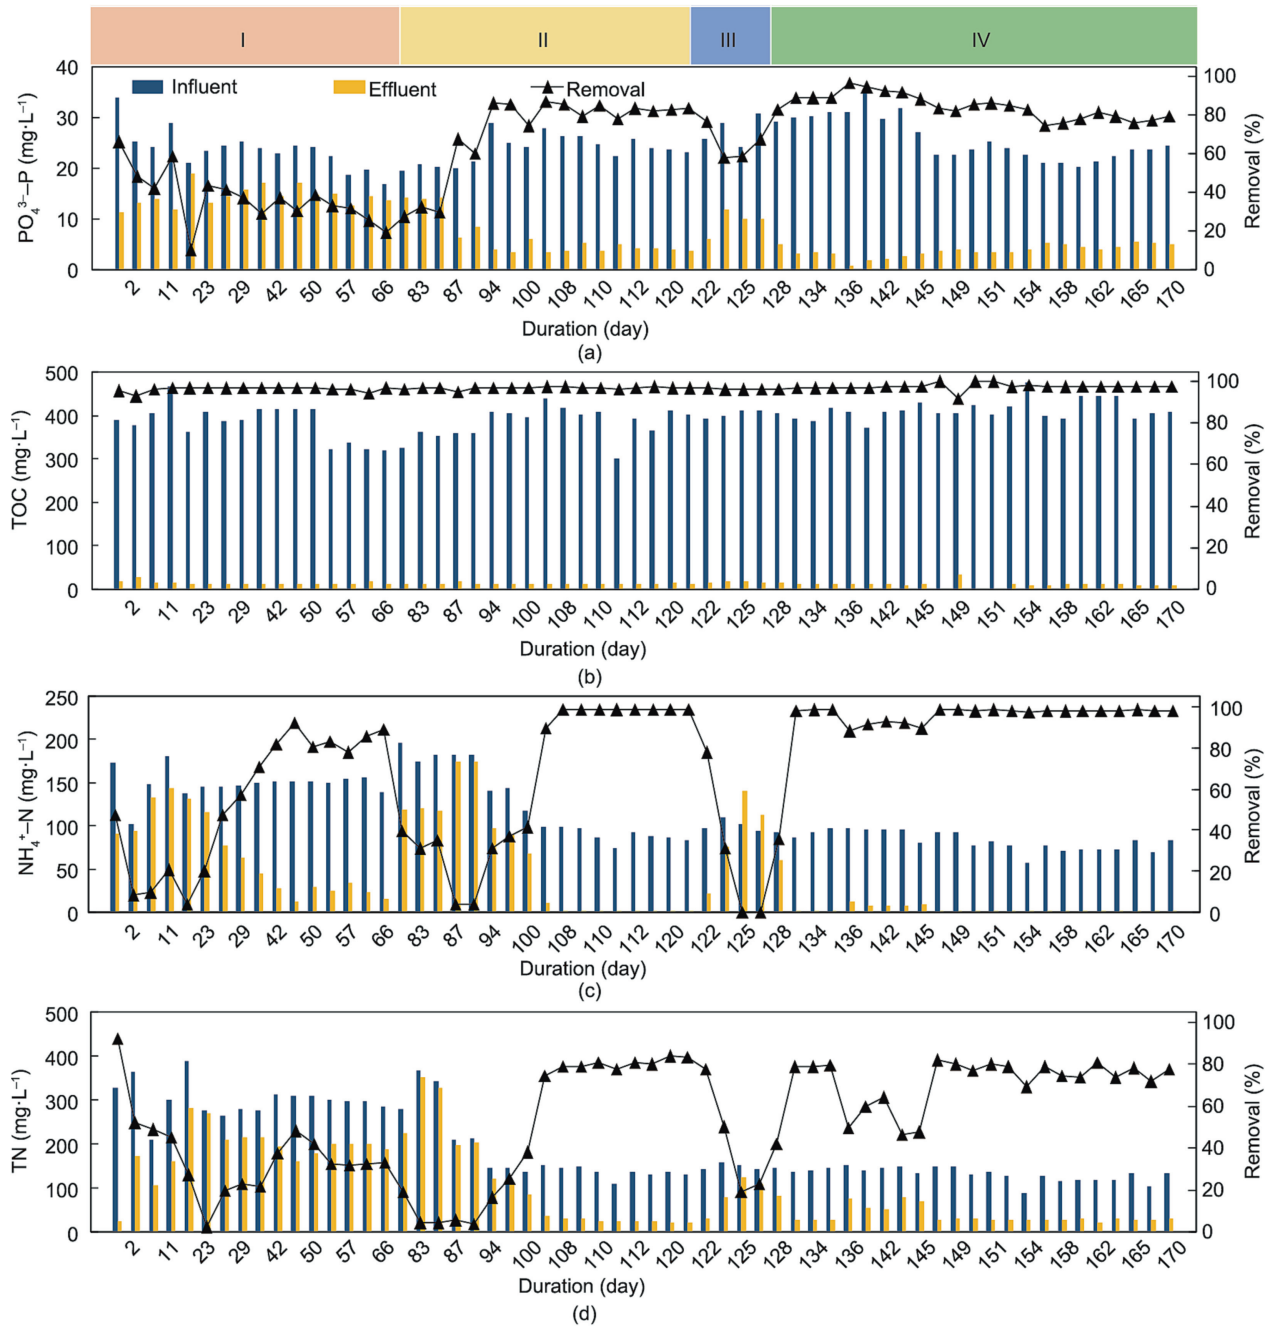 I II III IV
Influent Effluent Removal
PO₄³⁻–P (mg·L⁻¹)
40
30
20
10
0
100
80
60
40
20
0
Removal (%)
2 11 23 29 42 50 57 66 83 87 94 100 108 110 112 120 122 125 128 134 136 142 145 149 151 154 158 162 165 170
Duration (day)
(a)
TOC (mg·L⁻¹)
500
400
300
200
100
0
100
80
60
40
20
0
Removal (%)
2 11 23 29 42 50 57 66 83 87 94 100 108 110 112 120 122 125 128 134 136 142 145 149 151 154 158 162 165 170
Duration (day)
(b)
NH₄⁺–N (mg·L⁻¹)
250
200
150
100
50
0
100
80
60
40
20
0
Removal (%)
2 11 23 29 42 50 57 66 83 87 94 100 108 110 112 120 122 125 128 134 136 142 145 149 151 154 158 162 165 170
Duration (day)
(c)
TN (mg·L⁻¹)
500
400
300
200
100
0
100
80
60
40
20
0
Removal (%)
2 11 23 29 42 50 57 66 83 87 94 100 108 110 112 120 122 125 128 134 136 142 145 149 151 154 158 162 165 170
Duration (day)
(d)